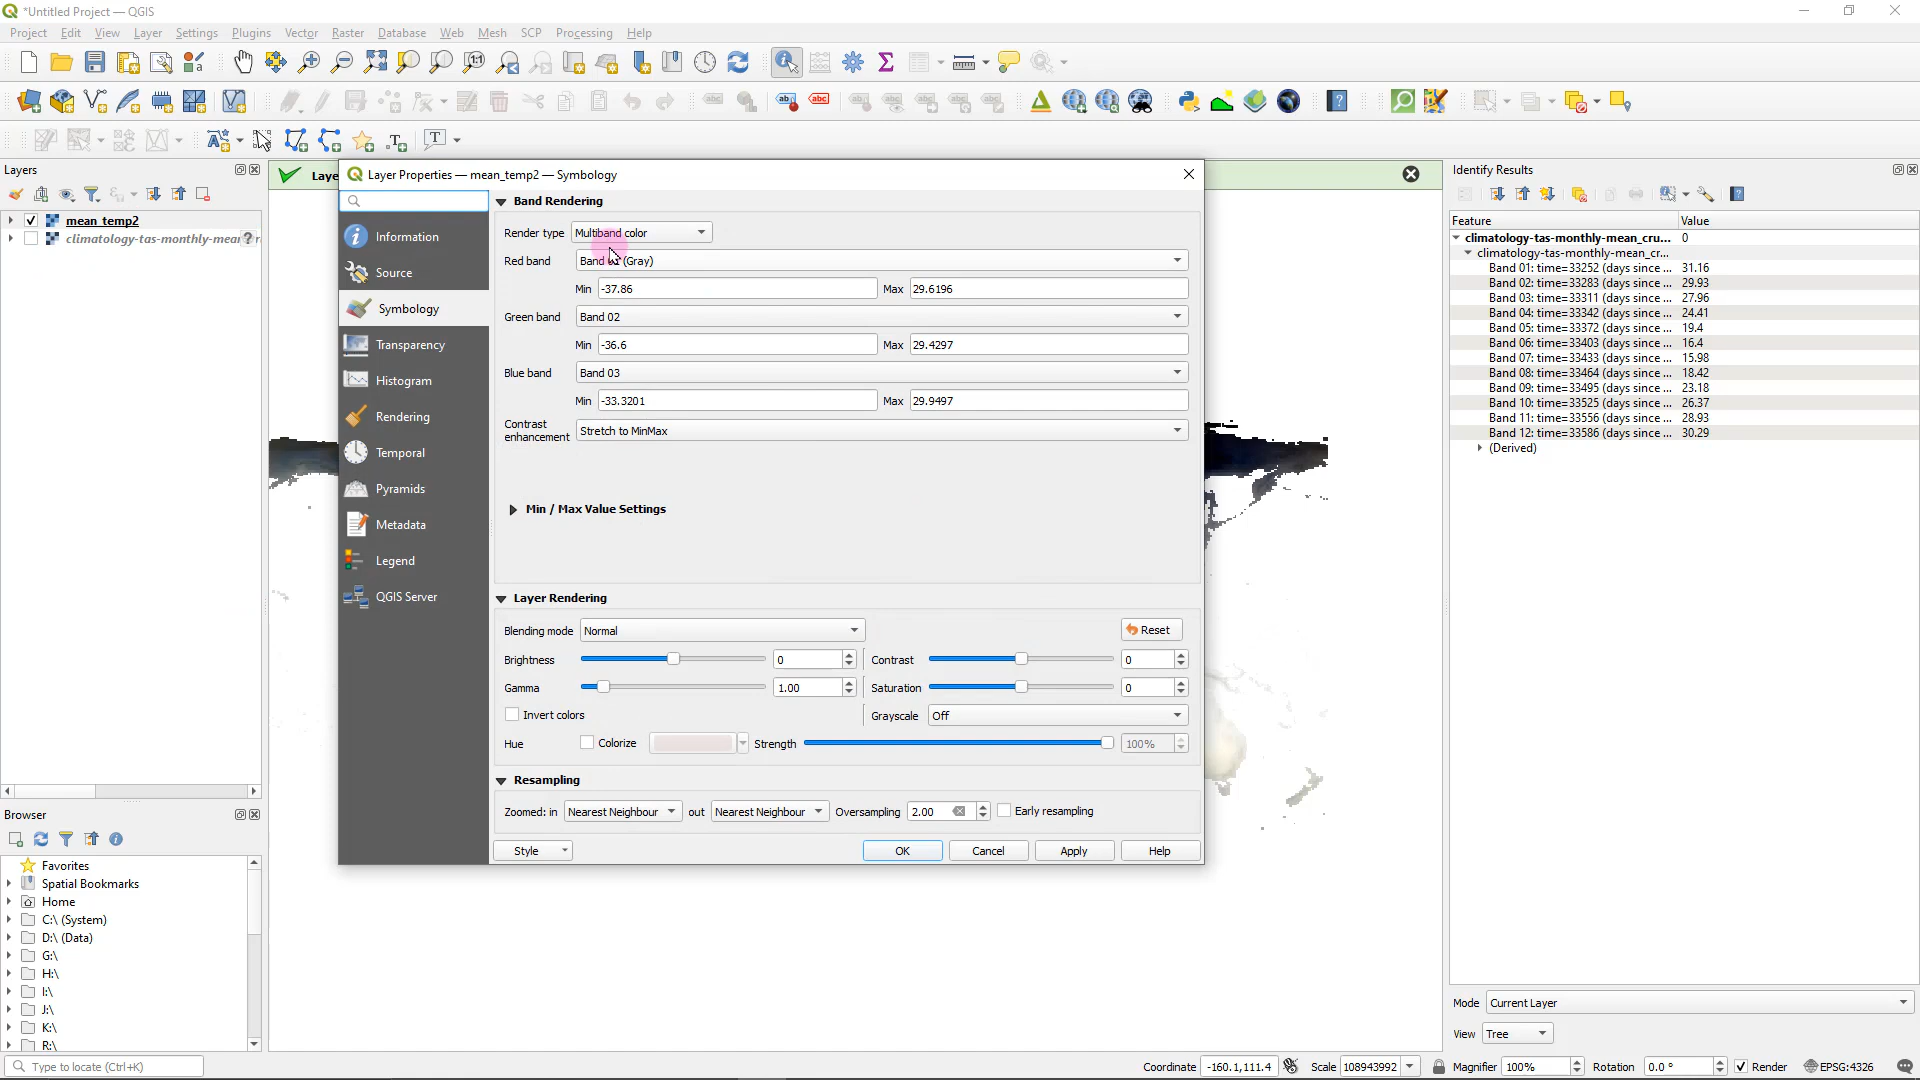 *Untitled Project — QGIS
Project Edit View Layer Settings Plugins Vector Raster Database Web Mesh SCP Processing Help
Layers
mean_temp2
climatology-tas-monthly-mean
Laye
Layer Properties — mean_temp2 — Symbology
Information
Source
Symbology
Transparency
Histogram
Rendering
Temporal
Pyramids
Metadata
Legend
QGIS Server
Band Rendering
Render type Multiband color
Red band Band 01 (Gray)
Min -37.86 Max 29.6196
Green band Band 02
Min -36.6 Max 29.4297
Blue band Band 03
Min -33.3201 Max 29.9497
Contrast
enhancement Stretch to MinMax
Min / Max Value Settings
Layer Rendering
Blending mode Normal Reset
Brightness 0 Contrast 0
Gamma 1.00 Saturation 0
Invert colors Grayscale Off
Hue Colorize Strength 100%
Resampling
Zoomed: in Nearest Neighbour out Nearest Neighbour Oversampling 2.00 Early resampling
Style OK Cancel Apply Help
Identify Results
Feature Value
climatology-tas-monthly-mean_cru... 0
climatology-tas-monthly-mean_cr...
Band 01: time=33252 (days since ... 31.16
Band 02: time=33283 (days since ... 29.93
Band 03: time=33311 (days since ... 27.96
Band 04: time=33342 (days since ... 24.41
Band 05: time=33372 (days since ... 19.4
Band 06: time=33403 (days since ... 16.4
Band 07: time=33433 (days since ... 15.98
Band 08: time=33464 (days since ... 18.42
Band 09: time=33495 (days since ... 23.18
Band 10: time=33525 (days since ... 26.37
Band 11: time=33556 (days since ... 28.93
Band 12: time=33586 (days since ... 30.29
(Derived)
Mode Current Layer
View Tree
Browser
Favorites
Spatial Bookmarks
Home
C:\ (System)
D:\ (Data)
G:\
H:\
I:\
J:\
K:\
R:\
Type to locate (Ctrl+K)
Coordinate -160.1,111.4 Scale 108943992 Magnifier 100% Rotation 0.0 ° Render EPSG:4326